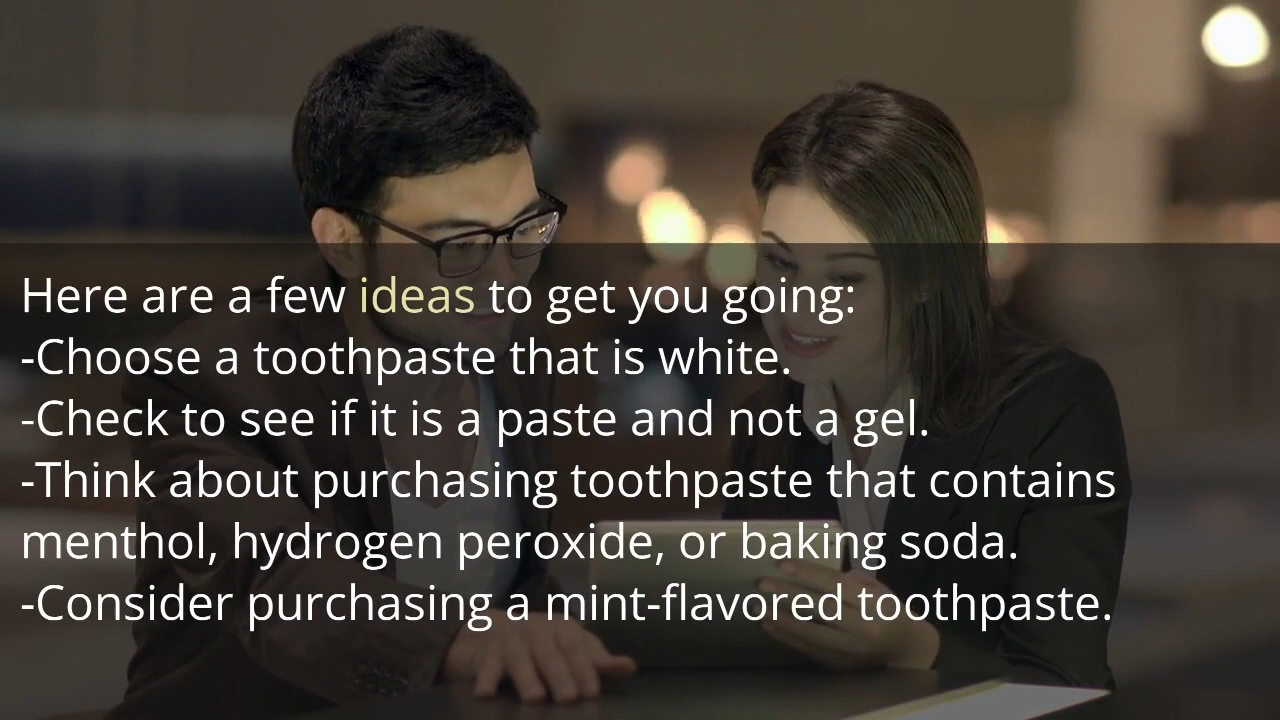 Here are a few ideas to get you going:
-Choose a toothpaste that is white.
-Check to see if it is a paste and not a gel.
-Think about purchasing toothpaste that contains
menthol, hydrogen peroxide, or baking soda.
-Consider purchasing a mint-flavored toothpaste.